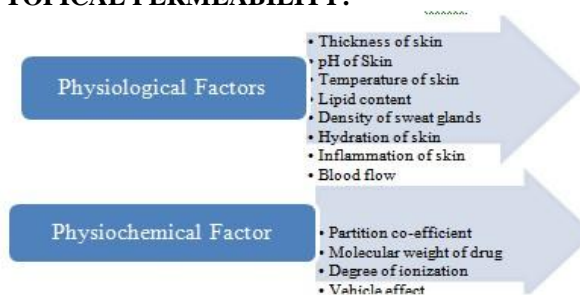 TOPICAL PERMEABILITY:
Physiological Factors
• Thickness of skin
• pH of Skin
• Temperature of skin
• Lipid content
• Density of sweat glands
• Hydration of skin
• Inflammation of skin
• Blood flow
Physiochemical Factor
• Partition co-efficient
• Molecular weight of drug
• Degree of ionization
• Vehicle effect